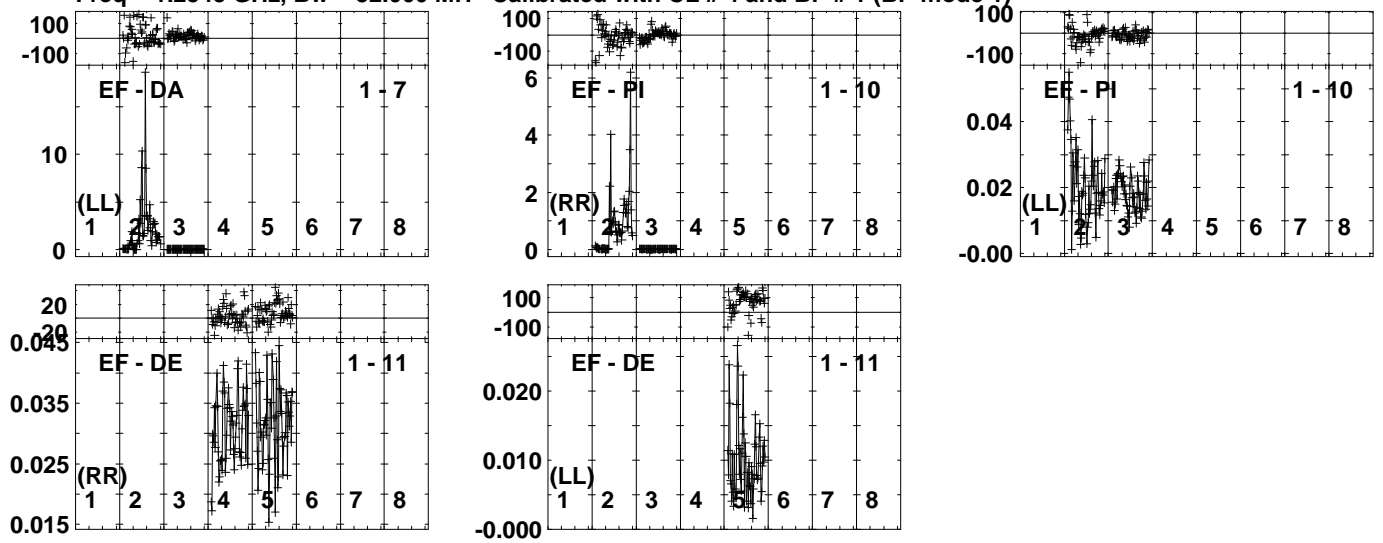 100
-100
EF - DA 1 - 7
10
(LL)
1 2 3 4 5 6 7 8
0
100
-100
6
EF - PI 1 - 10
4
2
(RR)
1 2 3 4 5 6 7 8
0
100
-100
EF - PI 1 - 10
0.04
0.02
(LL)
1 2 3 4 5 6 7 8
-0.00
20
-20
0.045
EF - DE 1 - 11
0.035
0.025
(RR)
1 2 3 4 5 6 7 8
0.015
100
-100
EF - DE 1 - 11
0.020
0.010
(LL)
1 2 3 4 5 6 7 8
-0.000